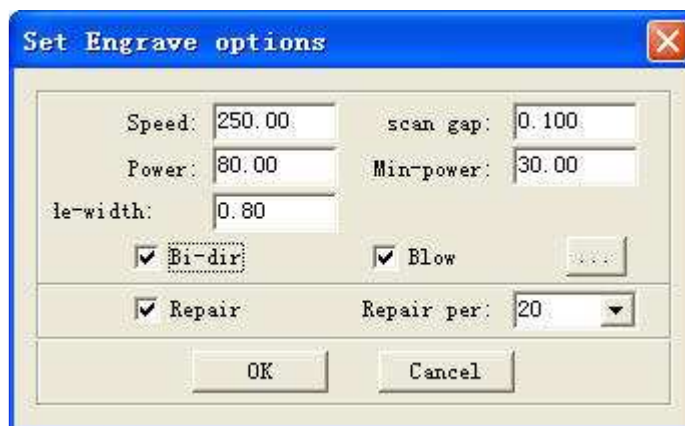 Set Engrave options
Speed: 250.00 scan gap: 0.100
Power: 80.00 Min-power: 30.00
le-width: 0.80
Bi-dir Blow ...
Repair Repair per: 20
OK Cancel